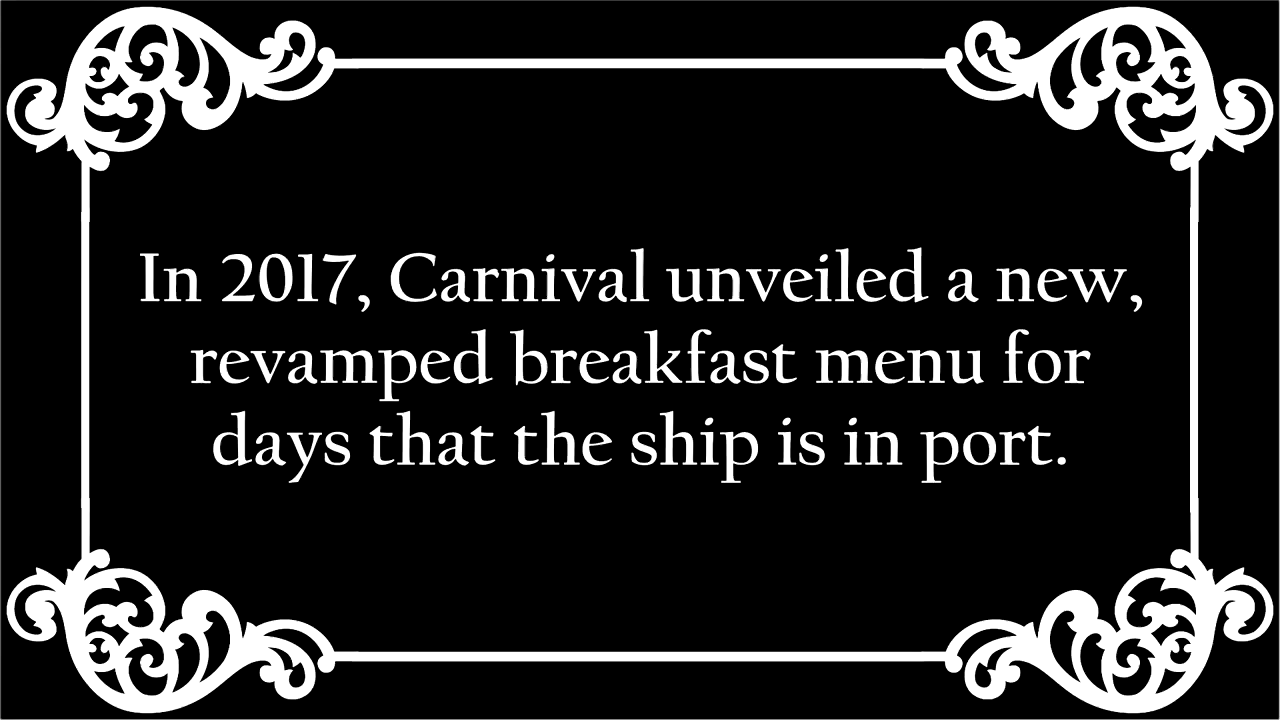 In 2017, Carnival unveiled a new,
revamped breakfast menu for
days that the ship is in port.